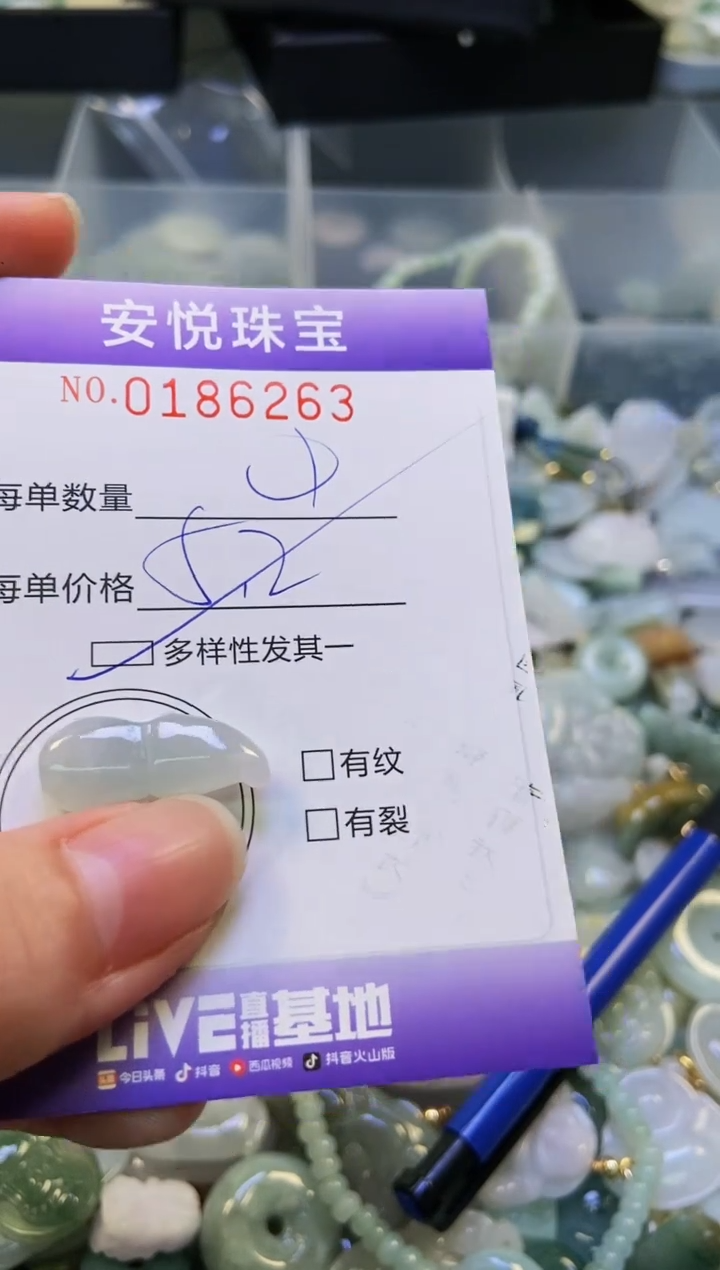 安悦珠宝
NO.0186263
每单数量
每单价格 52
多样性发其一
有纹
有裂
LiVE直播基地
今日头条 抖音 西瓜视频 抖音火山版